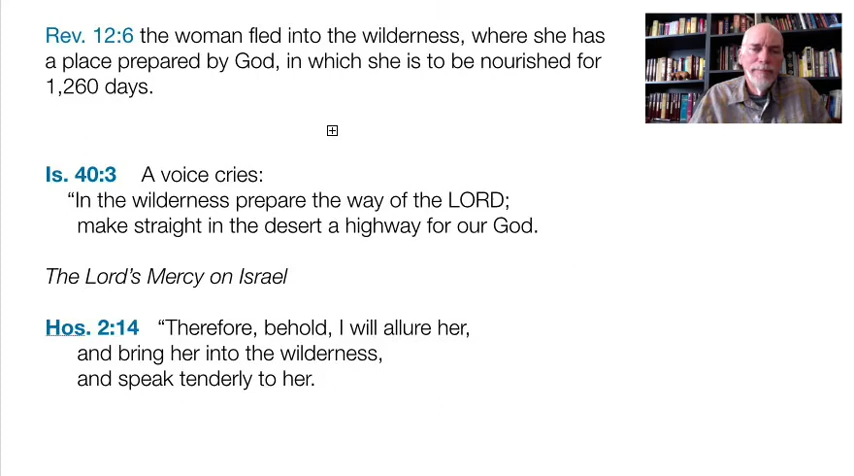 Rev. 12:6 the woman fled into the wilderness, where she has
a place prepared by God, in which she is to be nourished for
1,260 days.
Is. 40:3 A voice cries:
“In the wilderness prepare the way of the LORD;
make straight in the desert a highway for our God.
The Lord’s Mercy on Israel
Hos. 2:14 “Therefore, behold, I will allure her,
and bring her into the wilderness,
and speak tenderly to her.